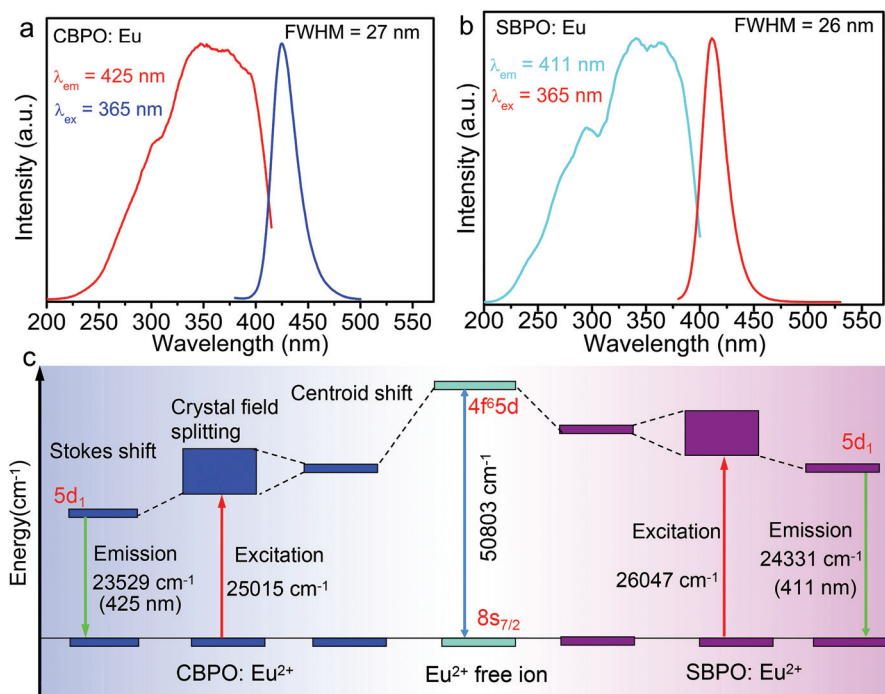 a
CBPO: Eu
FWHM = 27 nm
λem = 425 nm
λex = 365 nm
Intensity (a.u.)
200 250 300 350 400 450 500 550
Wavelength (nm)
b
SBPO: Eu
FWHM = 26 nm
λem = 411 nm
λex = 365 nm
Intensity (a.u.)
200 250 300 350 400 450 500 550
Wavelength (nm)
c
Energy(cm⁻¹)
Stokes shift
Crystal field
splitting
Centroid shift
4f⁶5d
5d₁
5d₁
50803 cm⁻¹
Emission
23529 cm⁻¹
(425 nm)
Excitation
25015 cm⁻¹
Excitation
26047 cm⁻¹
Emission
24331 cm⁻¹
(411 nm)
8s₇/₂
CBPO: Eu²⁺
Eu²⁺ free ion
SBPO: Eu²⁺